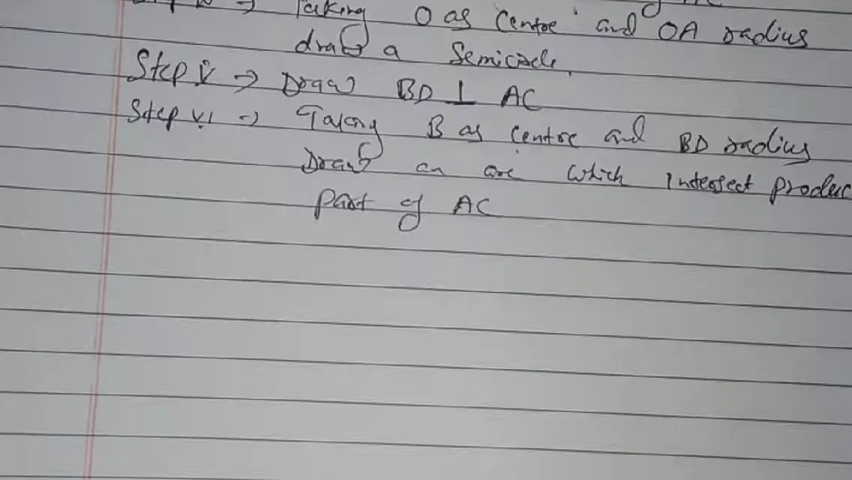 Taking O as Centre and OA radius
draw a Semicircle.
Step v → Draw BD ⊥ AC
Step vi → Taking B as Centre and BD radius
Draw an arc which Intersect produc
part of AC